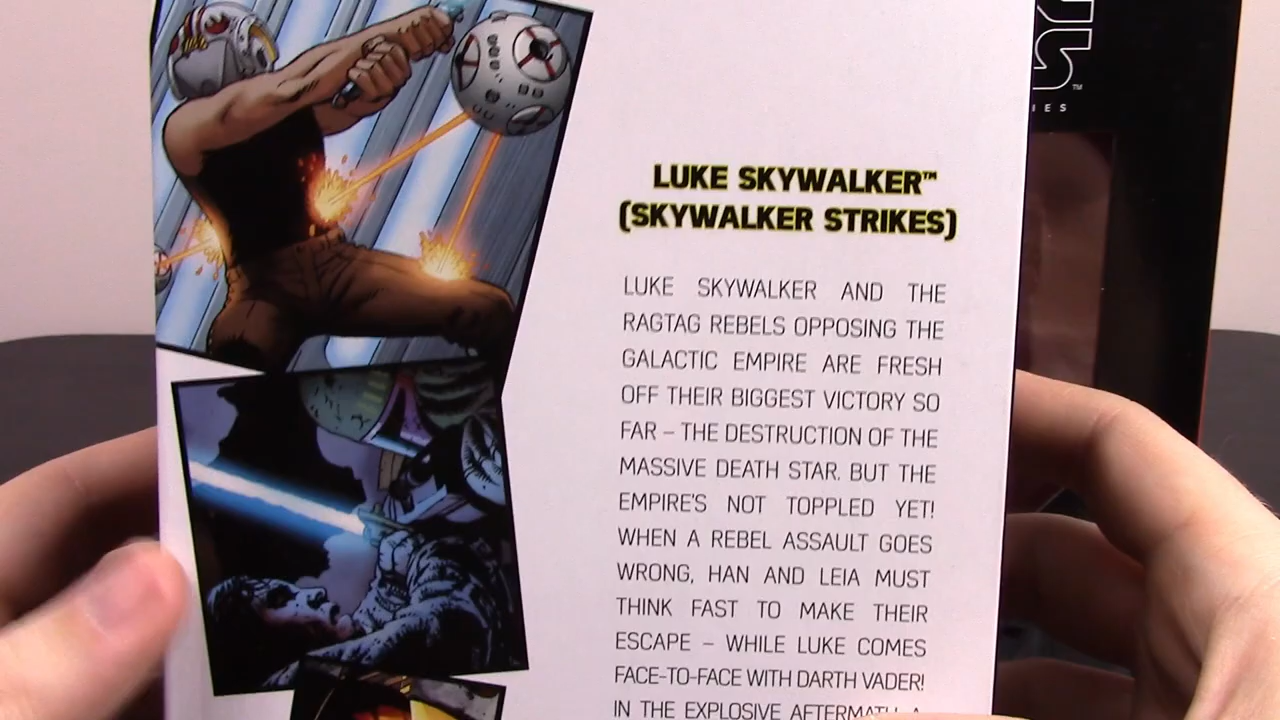 LUKE SKYWALKER™
(SKYWALKER STRIKES)
LUKE SKYWALKER AND THE
RAGTAG REBELS OPPOSING THE
GALACTIC EMPIRE ARE FRESH
OFF THEIR BIGGEST VICTORY SO
FAR – THE DESTRUCTION OF THE
MASSIVE DEATH STAR. BUT THE
EMPIRE'S NOT TOPPLED YET!
WHEN A REBEL ASSAULT GOES
WRONG, HAN AND LEIA MUST
THINK FAST TO MAKE THEIR
ESCAPE – WHILE LUKE COMES
FACE-TO-FACE WITH DARTH VADER!
IN THE EXPLOSIVE AFTERMATH, A